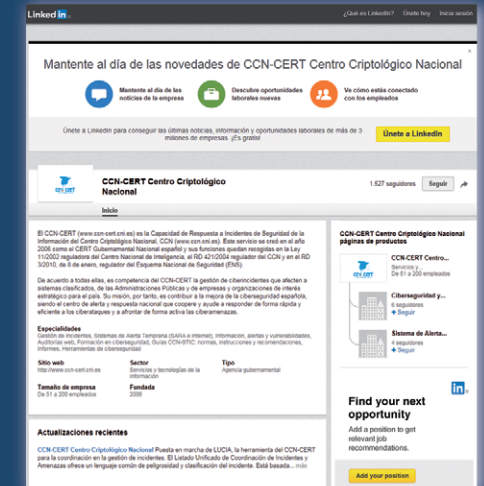 Linked in
¿Qué es LinkedIn? Únete hoy Inicia sesión
Mantente al día de las novedades de CCN-CERT Centro Criptológico Nacional
Mantente al día de las
noticias de la empresa
Descubre oportunidades
laborales nuevas
Ve cómo estás conectado
con los empleados
Únete a LinkedIn para conseguir las últimas noticias, información y oportunidades laborales de más de 3
millones de empresas. ¡Es gratis!
Únete a LinkedIn
ccn-cert
CCN-CERT Centro Criptológico
Nacional
1.627 seguidores
Seguir
Inicio
El CCN-CERT (www.ccn-cert.cni.es) es la Capacidad de Respuesta a Incidentes de Seguridad de la
Información del Centro Criptológico Nacional, CCN (www.ccn.cni.es). Este servicio se creó en el año
2006 como el CERT Gubernamental Nacional español y sus funciones quedan recogidas en la Ley
11/2002 reguladora del Centro Nacional de Inteligencia, el RD 421/2004 regulador del CCN y en el RD
3/2010, de 8 de enero, regulador del Esquema Nacional de Seguridad (ENS).
De acuerdo a todas ellas, es competencia del CCN-CERT la gestión de ciberincidentes que afecten a
sistemas clasificados, de las Administraciones Públicas y de empresas y organizaciones de interés
estratégico para el país. Su misión, por tanto, es contribuir a la mejora de la ciberseguridad española,
siendo el centro de alerta y respuesta nacional que coopere y ayude a responder de forma rápida y
eficiente a los ciberataques y a afrontar de forma activa las ciberamenazas.
Especialidades
Gestión de incidentes, Sistemas de Alerta Temprana (SARA e Internet), Información, alertas y vulnerabilidades,
Auditorías web, Formación en ciberseguridad, Guías CCN-STIC: normas, instrucciones y recomendaciones,
Informes, Herramientas de ciberseguridad
Sitio web
http://www.ccn-cert.cni.es
Sector
Servicios y tecnologías de la
información
Tipo
Agencia gubernamental
Tamaño de empresa
De 51 a 200 empleados
Fundada
2006
Actualizaciones recientes
CCN-CERT Centro Criptológico Nacional Puesta en marcha de LUCIA, la herramienta del CCN-CERT
para la coordinación en la gestión de incidentes. El Listado Unificado de Coordinación de Incidentes y
Amenazas ofrece un lenguaje común de peligrosidad y clasificación del incidente. Está basada... más
CCN-CERT Centro Criptológico Nacional
páginas de productos
ccn-cert
CCN-CERT Centro...
Servicios y...
De 51 a 200 empleados
Ciberseguridad y...
6 seguidores
+ Seguir
Sistema de Alerta...
4 seguidores
+ Seguir
in
Find your next
opportunity
Add a position to get
relevant job
recommendations.
Add your position